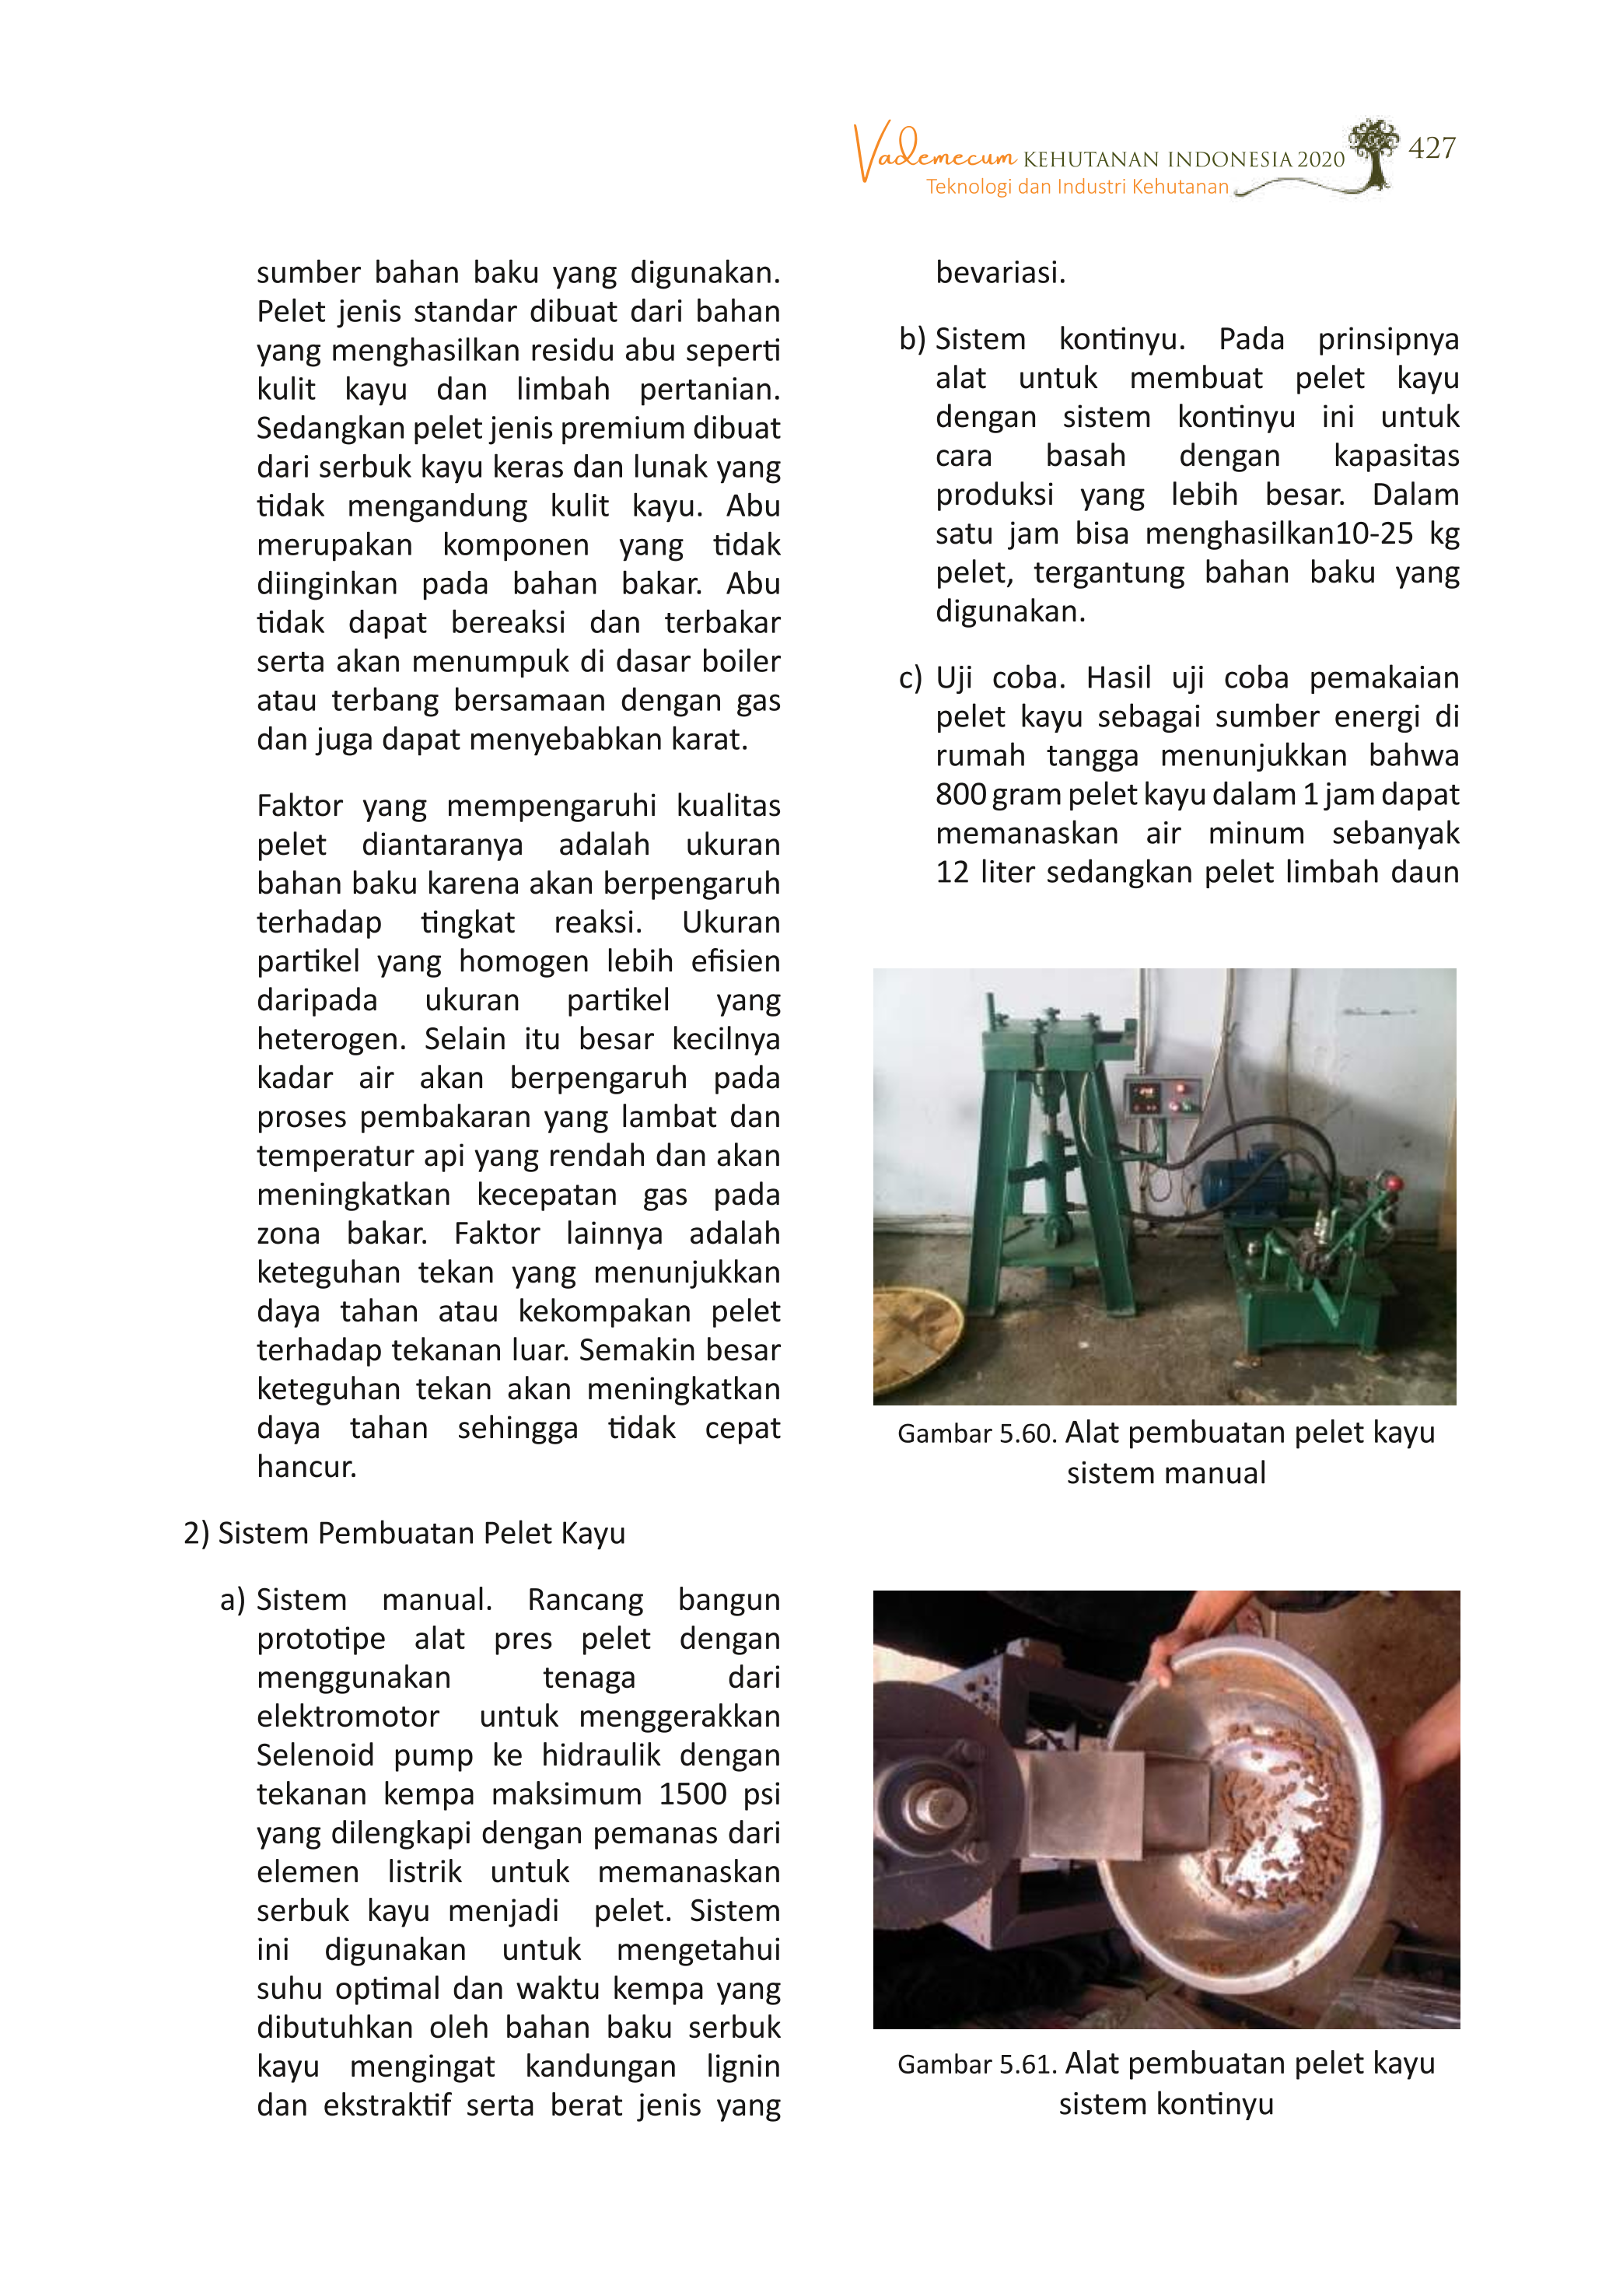 Vademecum KEHUTANAN INDONESIA 2020 427
Teknologi dan Industri Kehutanan
sumber bahan baku yang digunakan.
Pelet jenis standar dibuat dari bahan
yang menghasilkan residu abu seperti
kulit kayu dan limbah pertanian.
Sedangkan pelet jenis premium dibuat
dari serbuk kayu keras dan lunak yang
tidak mengandung kulit kayu. Abu
merupakan komponen yang tidak
diinginkan pada bahan bakar. Abu
tidak dapat bereaksi dan terbakar
serta akan menumpuk di dasar boiler
atau terbang bersamaan dengan gas
dan juga dapat menyebabkan karat.
Faktor yang mempengaruhi kualitas
pelet diantaranya adalah ukuran
bahan baku karena akan berpengaruh
terhadap tingkat reaksi. Ukuran
partikel yang homogen lebih efisien
daripada ukuran partikel yang
heterogen. Selain itu besar kecilnya
kadar air akan berpengaruh pada
proses pembakaran yang lambat dan
temperatur api yang rendah dan akan
meningkatkan kecepatan gas pada
zona bakar. Faktor lainnya adalah
keteguhan tekan yang menunjukkan
daya tahan atau kekompakan pelet
terhadap tekanan luar. Semakin besar
keteguhan tekan akan meningkatkan
daya tahan sehingga tidak cepat
hancur.
2) Sistem Pembuatan Pelet Kayu
a) Sistem manual. Rancang bangun
prototipe alat pres pelet dengan
menggunakan tenaga dari
elektromotor untuk menggerakkan
Selenoid pump ke hidraulik dengan
tekanan kempa maksimum 1500 psi
yang dilengkapi dengan pemanas dari
elemen listrik untuk memanaskan
serbuk kayu menjadi pelet. Sistem
ini digunakan untuk mengetahui
suhu optimal dan waktu kempa yang
dibutuhkan oleh bahan baku serbuk
kayu mengingat kandungan lignin
dan ekstraktif serta berat jenis yang
bevariasi.
b) Sistem kontinyu. Pada prinsipnya
alat untuk membuat pelet kayu
dengan sistem kontinyu ini untuk
cara basah dengan kapasitas
produksi yang lebih besar. Dalam
satu jam bisa menghasilkan10-25 kg
pelet, tergantung bahan baku yang
digunakan.
c) Uji coba. Hasil uji coba pemakaian
pelet kayu sebagai sumber energi di
rumah tangga menunjukkan bahwa
800 gram pelet kayu dalam 1 jam dapat
memanaskan air minum sebanyak
12 liter sedangkan pelet limbah daun
Gambar 5.60. Alat pembuatan pelet kayu
sistem manual
Gambar 5.61. Alat pembuatan pelet kayu
sistem kontinyu